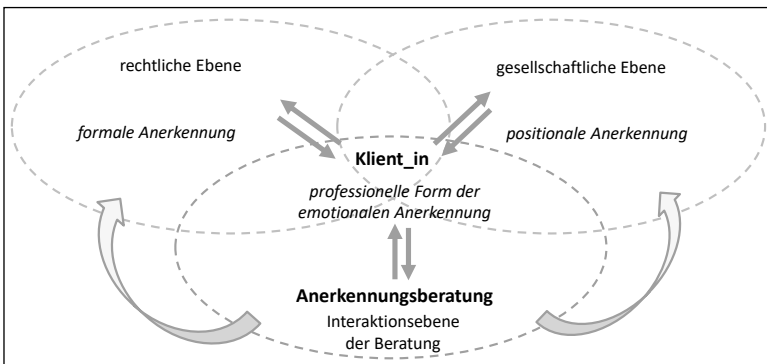 rechtliche Ebene
gesellschaftliche Ebene
formale Anerkennung
positionale Anerkennung
Klient_in
professionelle Form der
emotionalen Anerkennung
Anerkennungsberatung
Interaktionsebene
der Beratung